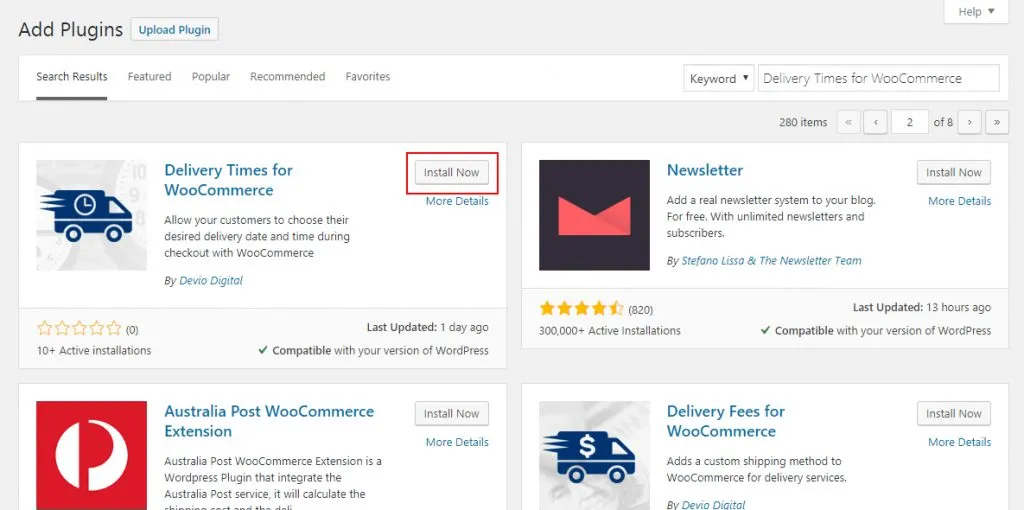 Help ▼
Add Plugins Upload Plugin
Search Results Featured Popular Recommended Favorites Keyword ▼ Delivery Times for WooCommerce
280 items « ‹ 2 of 8 › »
Delivery Times for
WooCommerce
Install Now
More Details
Allow your customers to choose their
desired delivery date and time during
checkout with WooCommerce
By Devio Digital
(0)
Last Updated: 1 day ago
10+ Active installations
✓ Compatible with your version of WordPress
Newsletter
Install Now
More Details
Add a real newsletter system to your blog.
For free. With unlimited newsletters and
subscribers.
By Stefano Lissa & The Newsletter Team
(820)
Last Updated: 13 hours ago
300,000+ Active Installations
✓ Compatible with your version of WordPress
Australia Post WooCommerce
Extension
Install Now
More Details
Australia Post WooCommerce Extension is a
Wordpress Plugin that integrate the
Australia Post service, it will calculate the
shipping cost and the deli
Delivery Fees for
WooCommerce
Install Now
More Details
Adds a custom shipping method to
WooCommerce for delivery services.
By Devio Digital